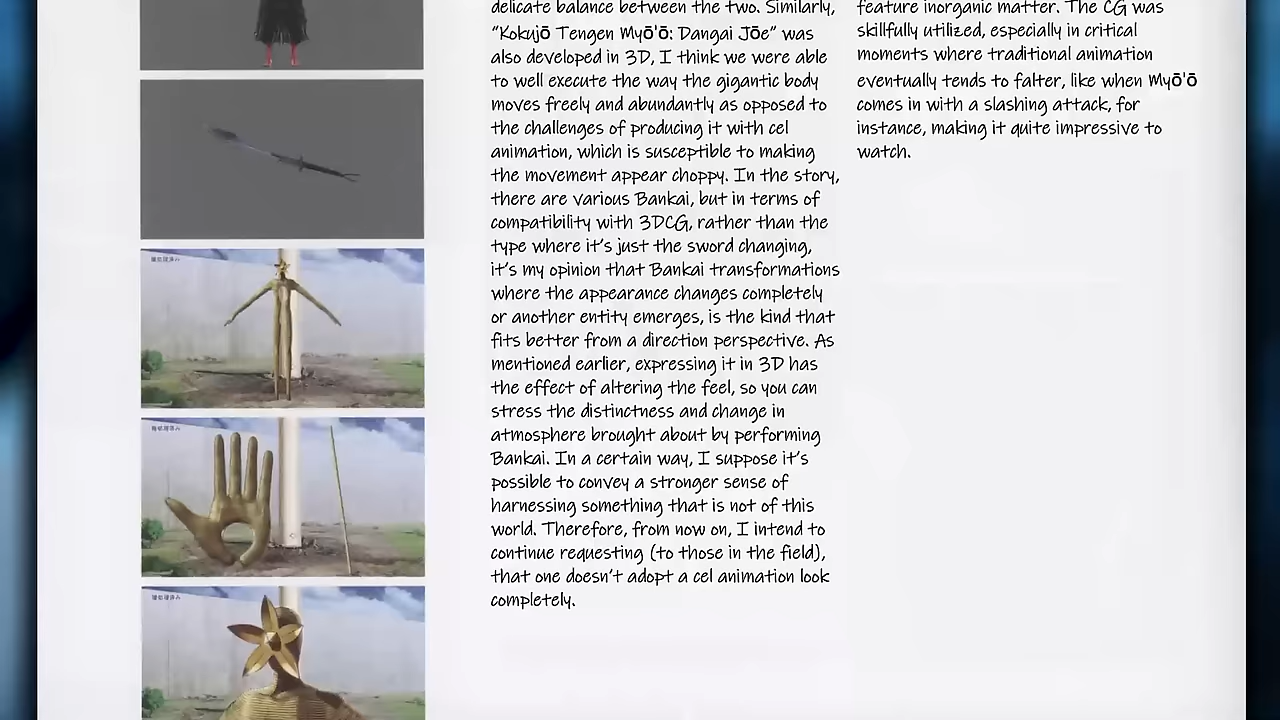 delicate balance between the two. Similarly,
"Kokujō Tengen Myō'ō: Dangai Jōe" was
also developed in 3D, I think we were able
to well execute the way the gigantic body
moves freely and abundantly as opposed to
the challenges of producing it with cel
animation, which is susceptible to making
the movement appear choppy. In the story,
there are various Bankai, but in terms of
compatibility with 3DCG, rather than the
type where it's just the sword changing,
it's my opinion that Bankai transformations
where the appearance changes completely
or another entity emerges, is the kind that
fits better from a direction perspective. As
mentioned earlier, expressing it in 3D has
the effect of altering the feel, so you can
stress the distinctness and change in
atmosphere brought about by performing
Bankai. In a certain way, I suppose it's
possible to convey a stronger sense of
harnessing something that is not of this
world. Therefore, from now on, I intend to
continue requesting (to those in the field),
that one doesn't adopt a cel animation look
completely.
feature inorganic matter. The CG was
skillfully utilized, especially in critical
moments where traditional animation
eventually tends to falter, like when Myō'ō
comes in with a slashing attack, for
instance, making it quite impressive to
watch.